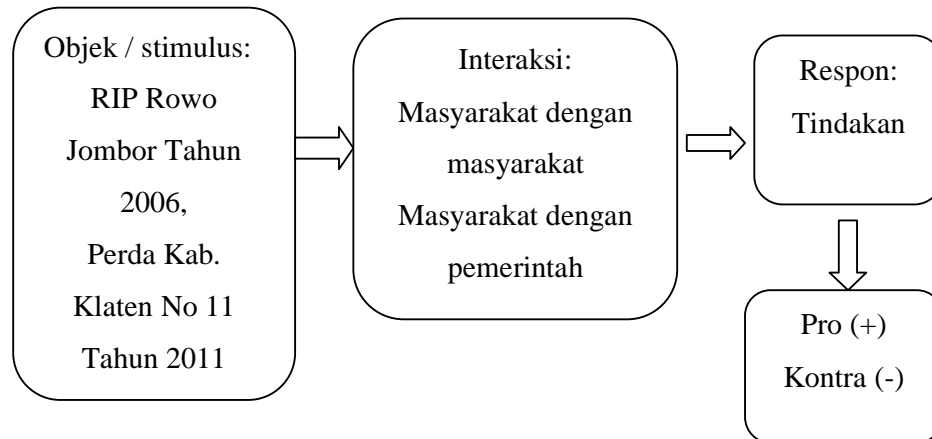 Objek / stimulus:
RIP Rowo
Jombor Tahun
2006,
Perda Kab.
Klaten No 11
Tahun 2011
Interaksi:
Masyarakat dengan
masyarakat
Masyarakat dengan
pemerintah
Respon:
Tindakan
Pro (+)
Kontra (-)